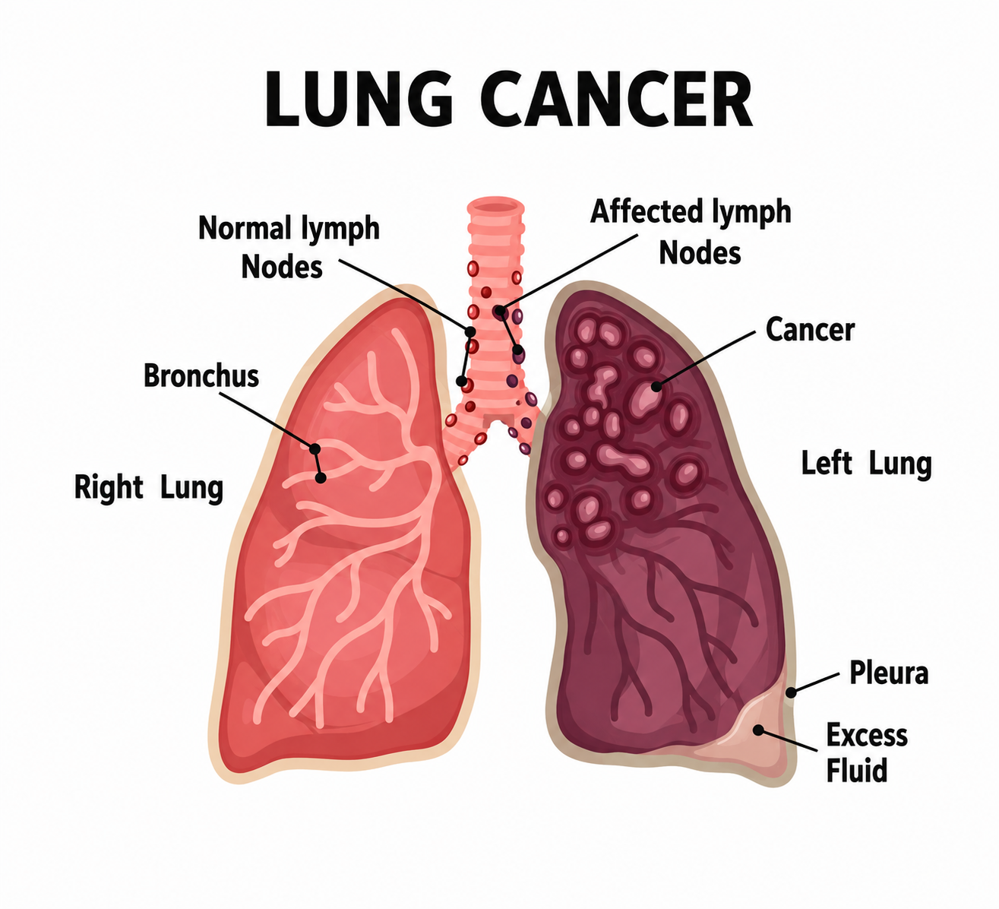 LUNG CANCER
Normal lymph
Nodes
Affected lymph
Nodes
Cancer
Bronchus
Right Lung
Left Lung
Pleura
Excess
Fluid